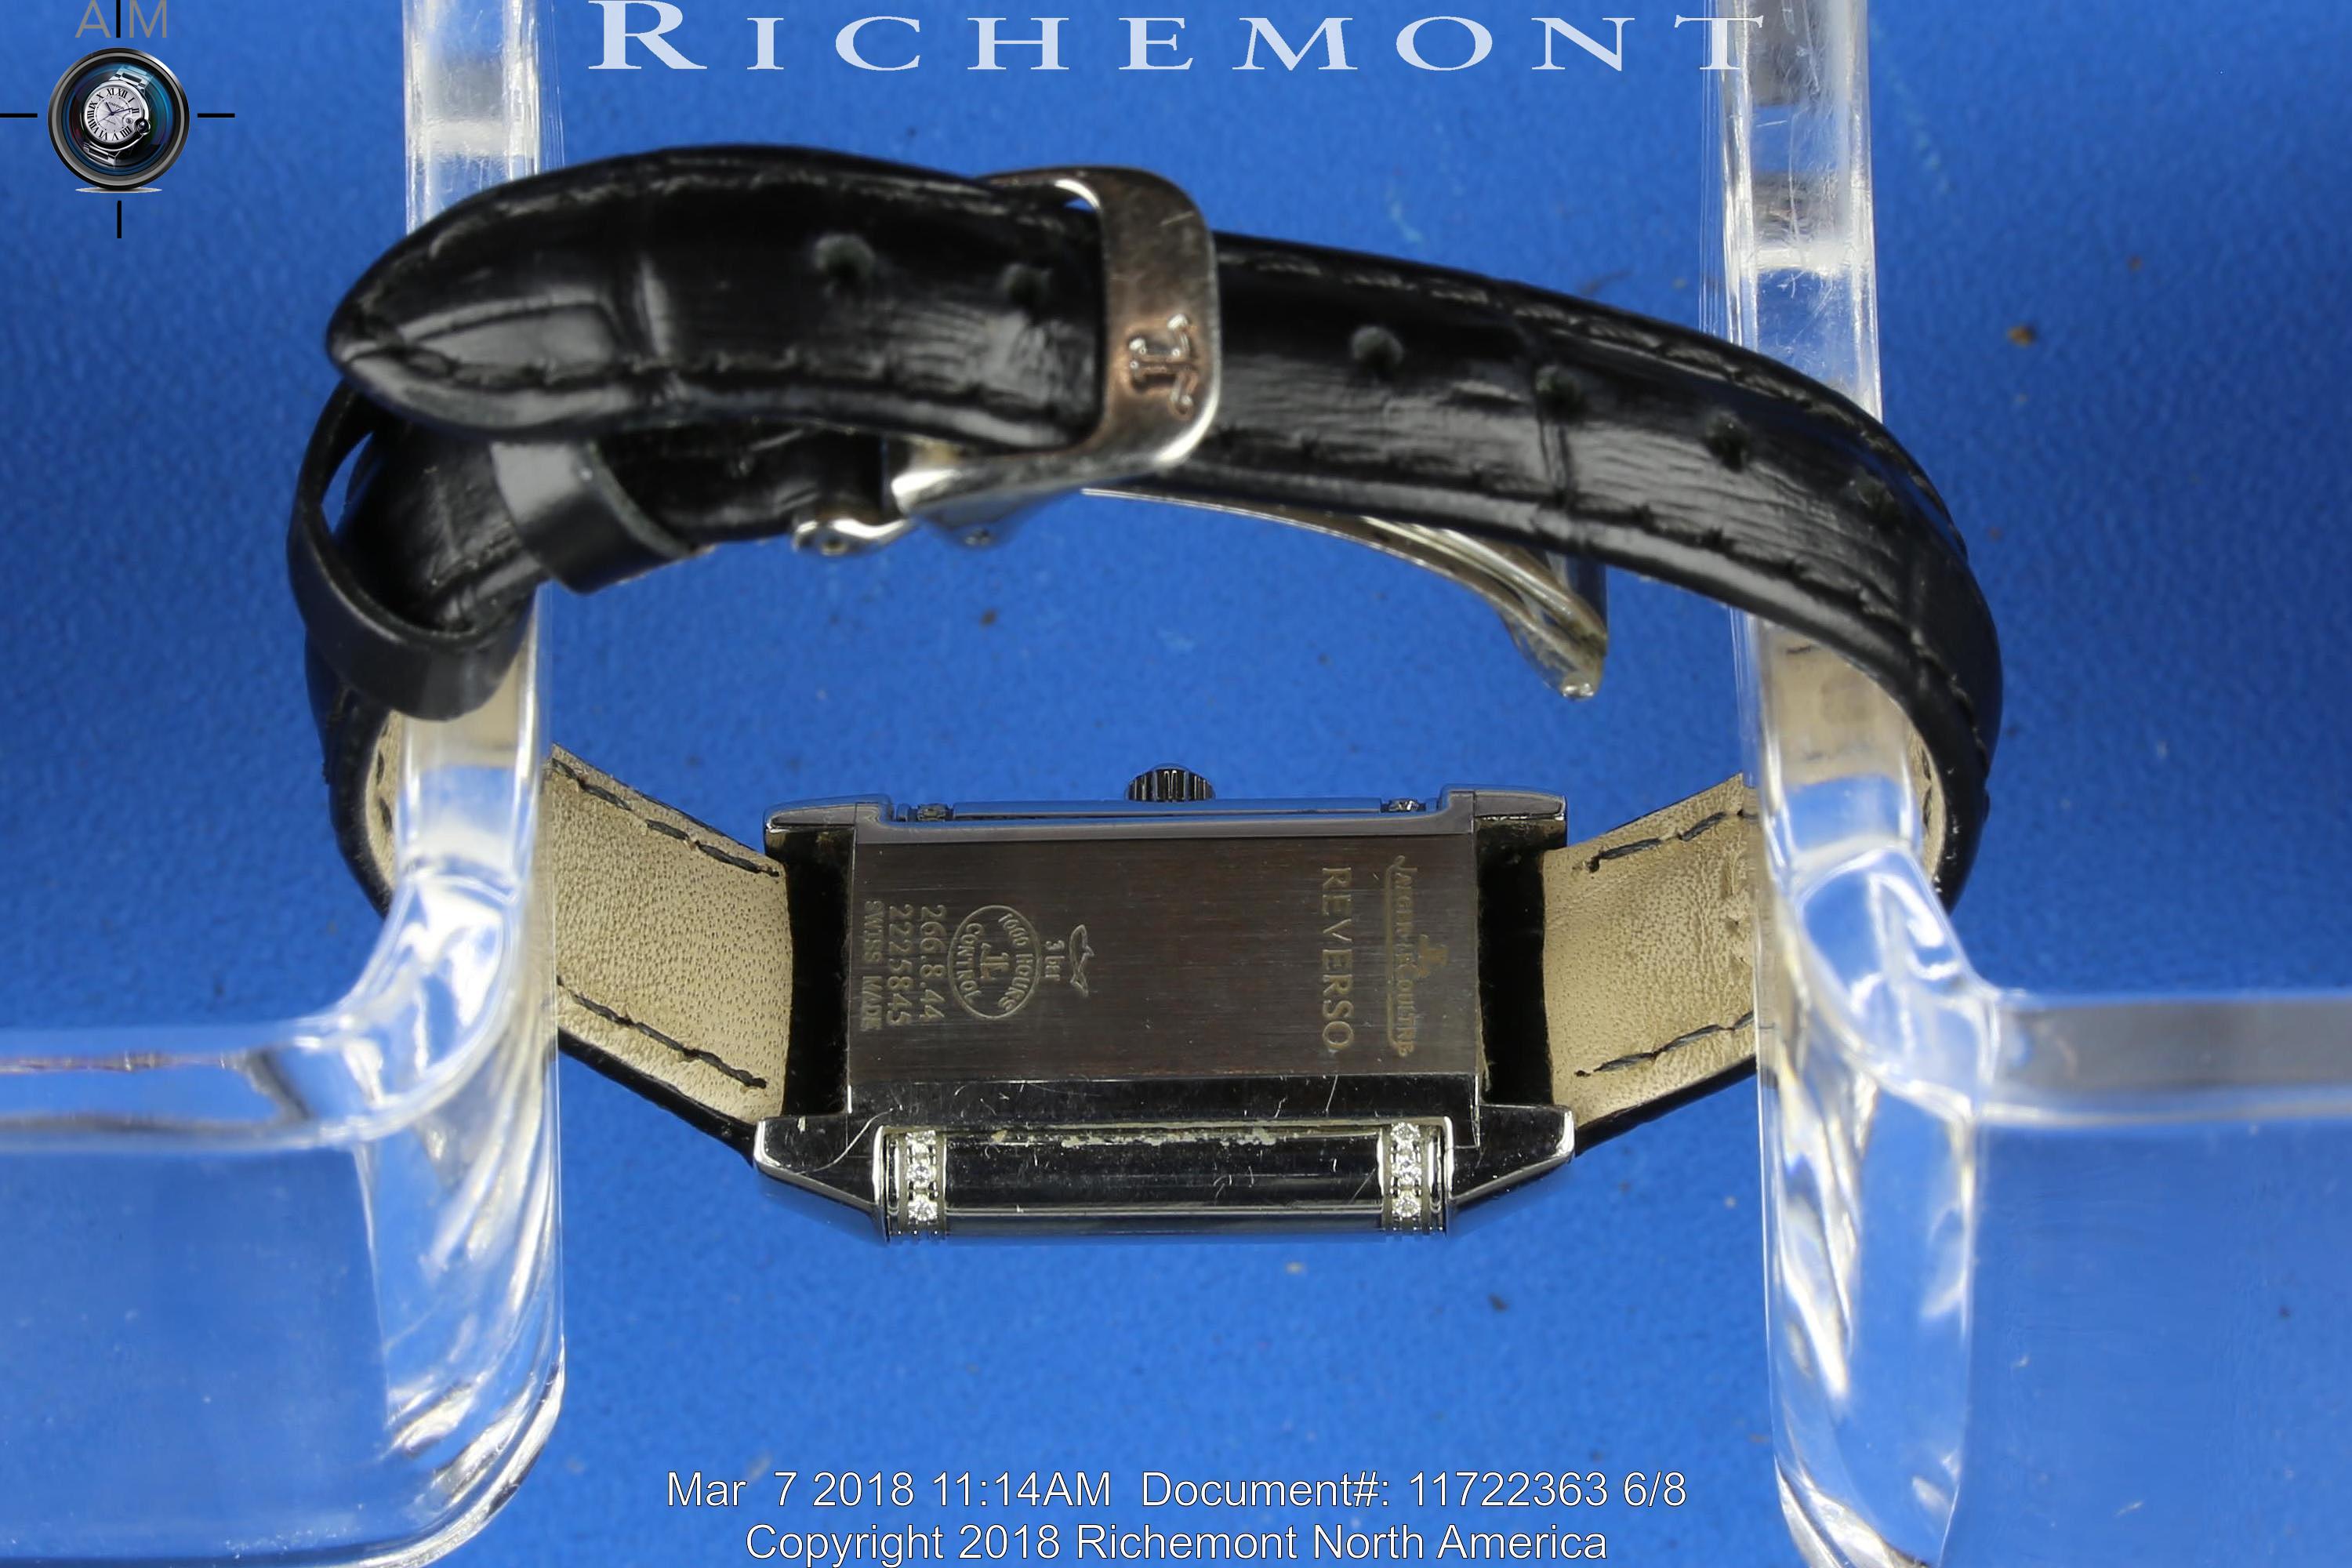 A|M
RICHEMONT
JAEGER-LECOULTRE
REVERSO
3 bar
1000 HOURS
JL
CONTROL
266.8.44
2225845
SWISS MADE
Mar 7 2018 11:14AM Document#: 11722363 6/8
Copyright 2018 Richemont North America